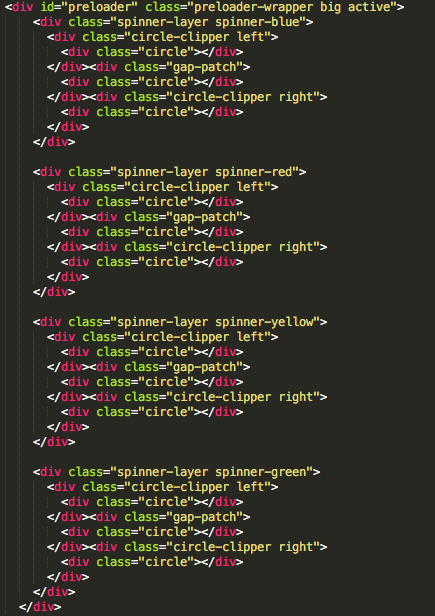 <div id="preloader" class="preloader-wrapper big active">
    <div class="spinner-layer spinner-blue">
      <div class="circle-clipper left">
        <div class="circle"></div>
      </div><div class="gap-patch">
        <div class="circle"></div>
      </div><div class="circle-clipper right">
        <div class="circle"></div>
      </div>
    </div>

    <div class="spinner-layer spinner-red">
      <div class="circle-clipper left">
        <div class="circle"></div>
      </div><div class="gap-patch">
        <div class="circle"></div>
      </div><div class="circle-clipper right">
        <div class="circle"></div>
      </div>
    </div>

    <div class="spinner-layer spinner-yellow">
      <div class="circle-clipper left">
        <div class="circle"></div>
      </div><div class="gap-patch">
        <div class="circle"></div>
      </div><div class="circle-clipper right">
        <div class="circle"></div>
      </div>
    </div>

    <div class="spinner-layer spinner-green">
      <div class="circle-clipper left">
        <div class="circle"></div>
      </div><div class="gap-patch">
        <div class="circle"></div>
      </div><div class="circle-clipper right">
        <div class="circle"></div>
      </div>
    </div>
  </div>